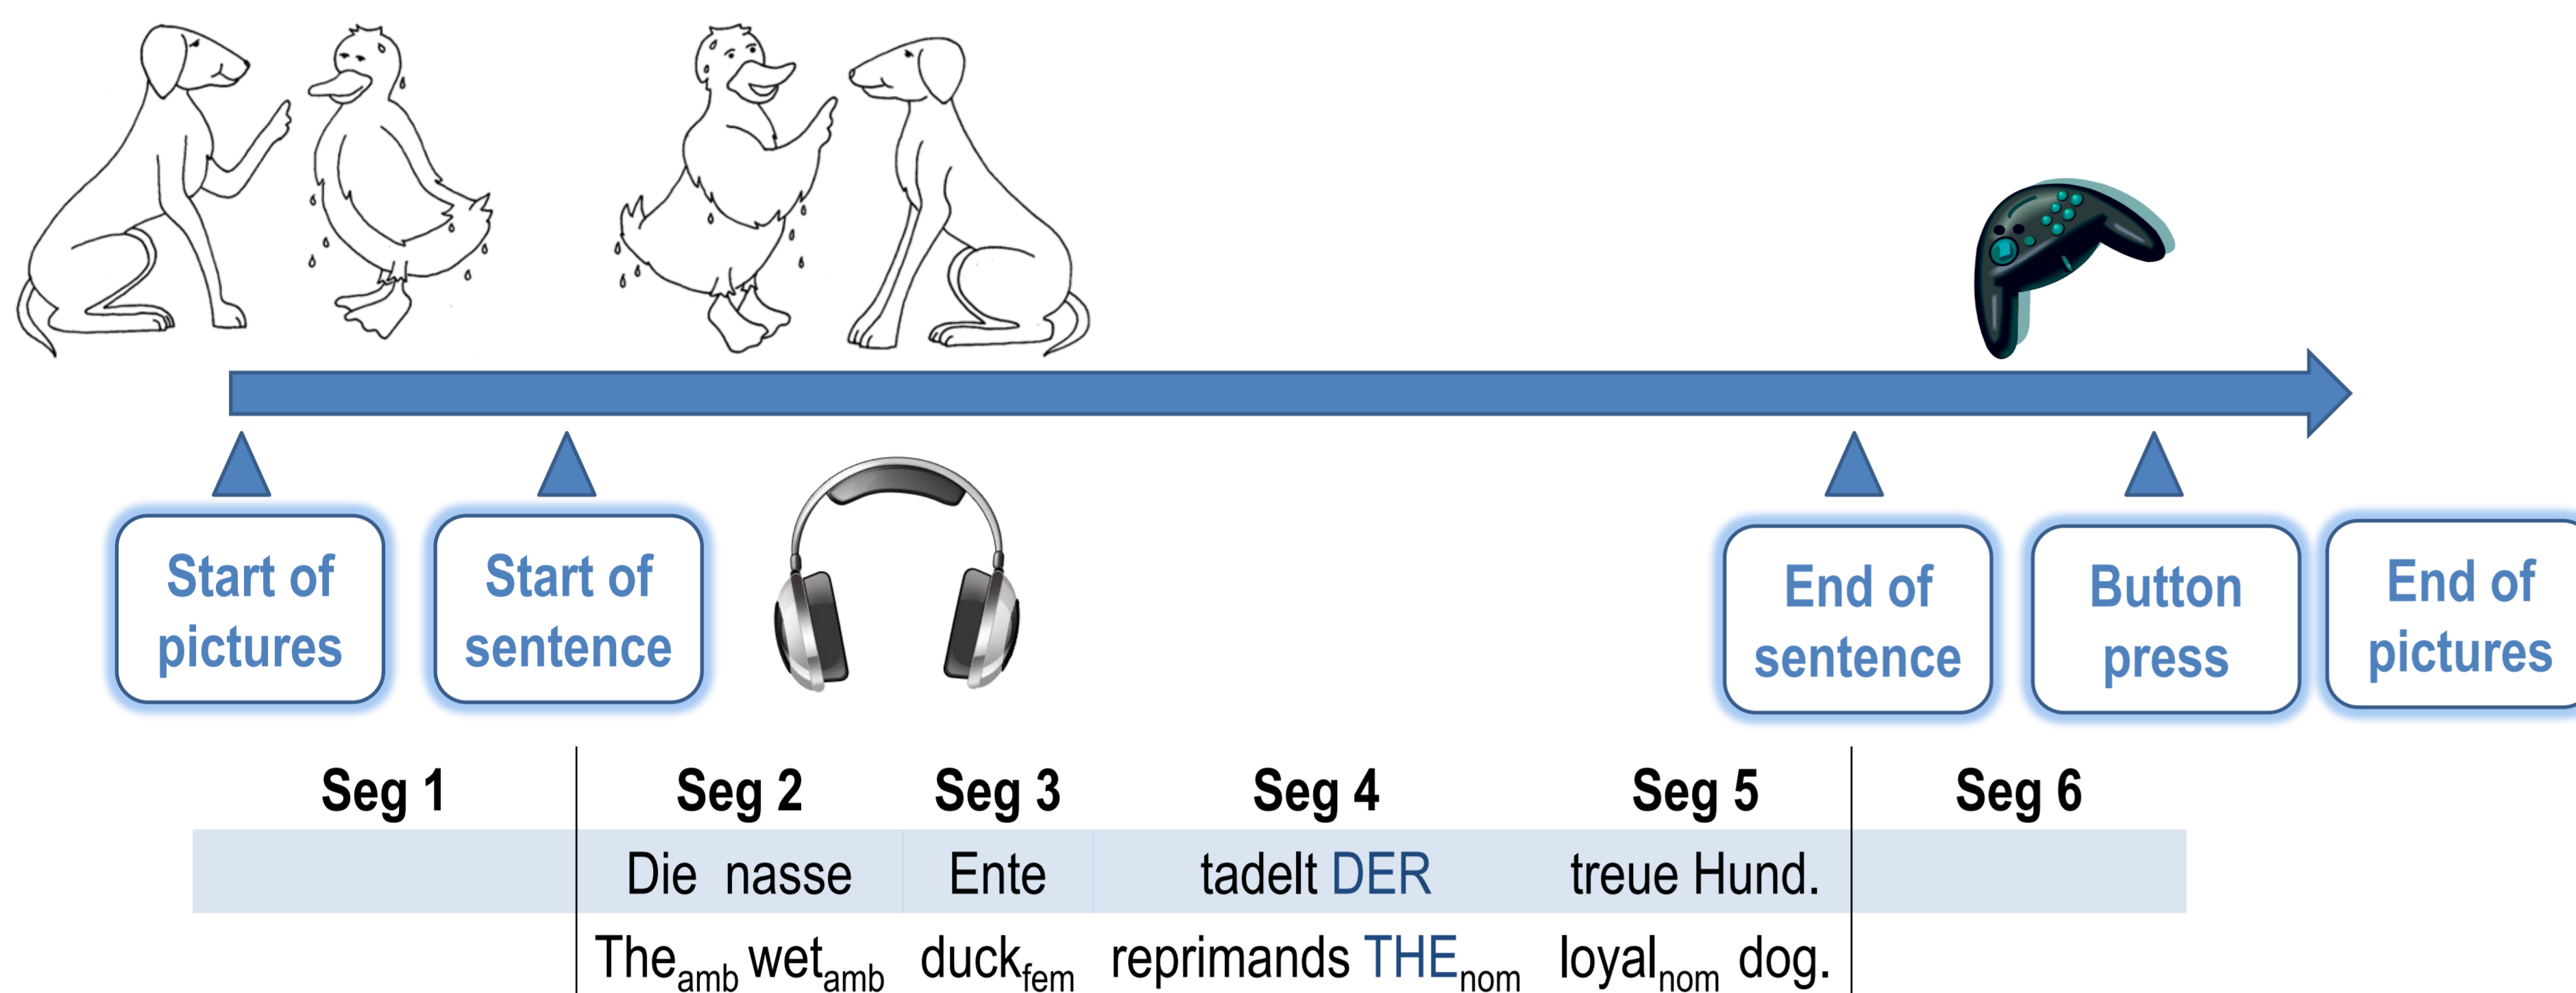 Start of
pictures
Start of
sentence
End of
sentence
Button
press
End of
pictures
Seg 1 Seg 2 Seg 3 Seg 4 Seg 5 Seg 6
Die nasse Ente tadelt DER treue Hund.
Theamb wetamb duckfem reprimands THEnom loyalnom dog.